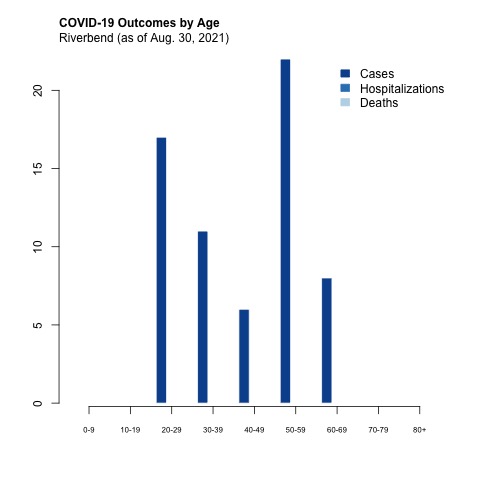 COVID-19 Outcomes by Age
Riverbend (as of Aug. 30, 2021)
Cases
Hospitalizations
Deaths
20
15
10
5
0
0-9 10-19 20-29 30-39 40-49 50-59 60-69 70-79 80+